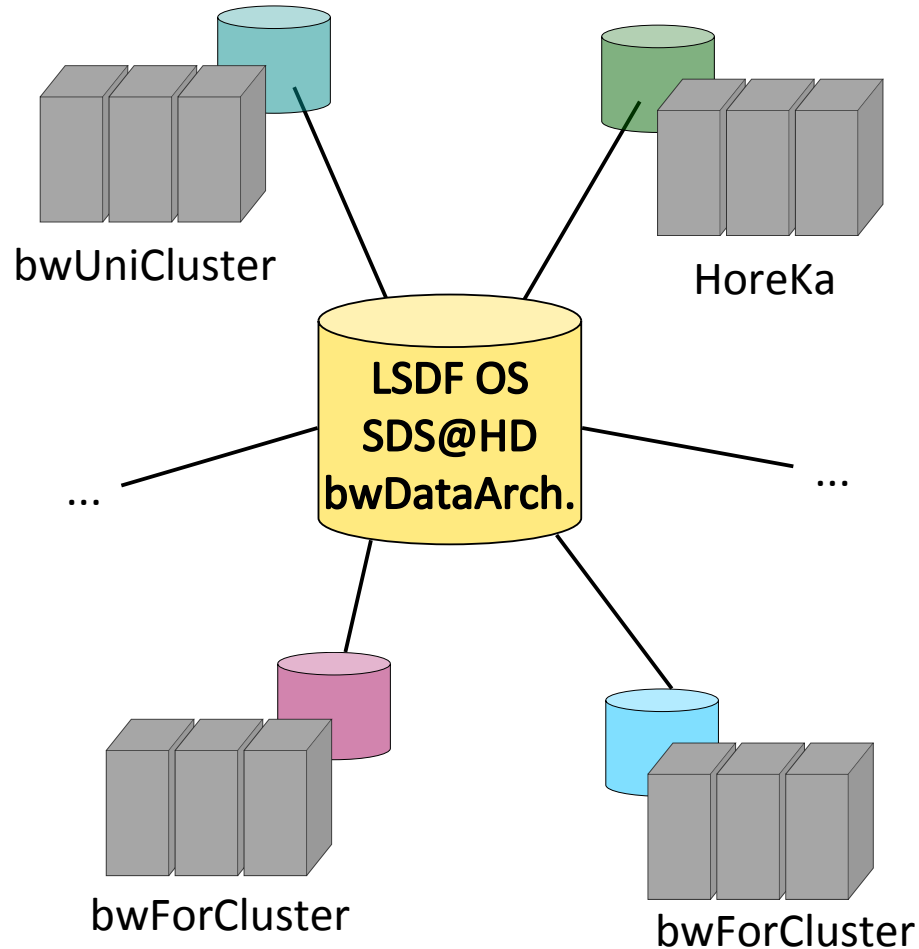 bwUniCluster
HoreKa
LSDF OS
SDS@HD
bwDataArch.
...
...
bwForCluster
bwForCluster